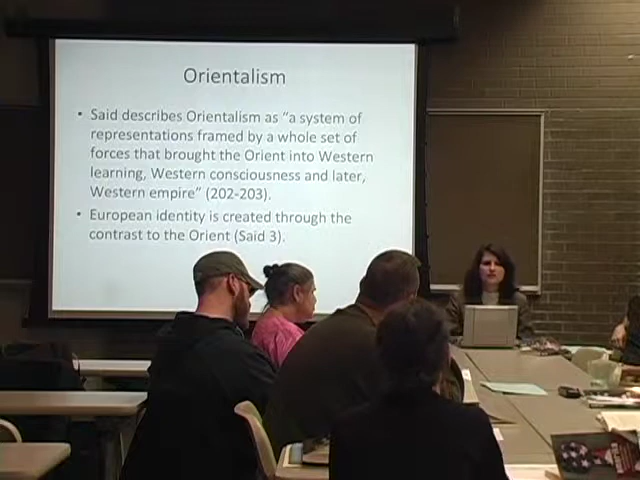 Orientalism
• Said describes Orientalism as “a system of
representations framed by a whole set of
forces that brought the Orient into Western
learning, Western consciousness and later,
Western empire” (202-203).
• European identity is created through the
contrast to the Orient (Said 3).